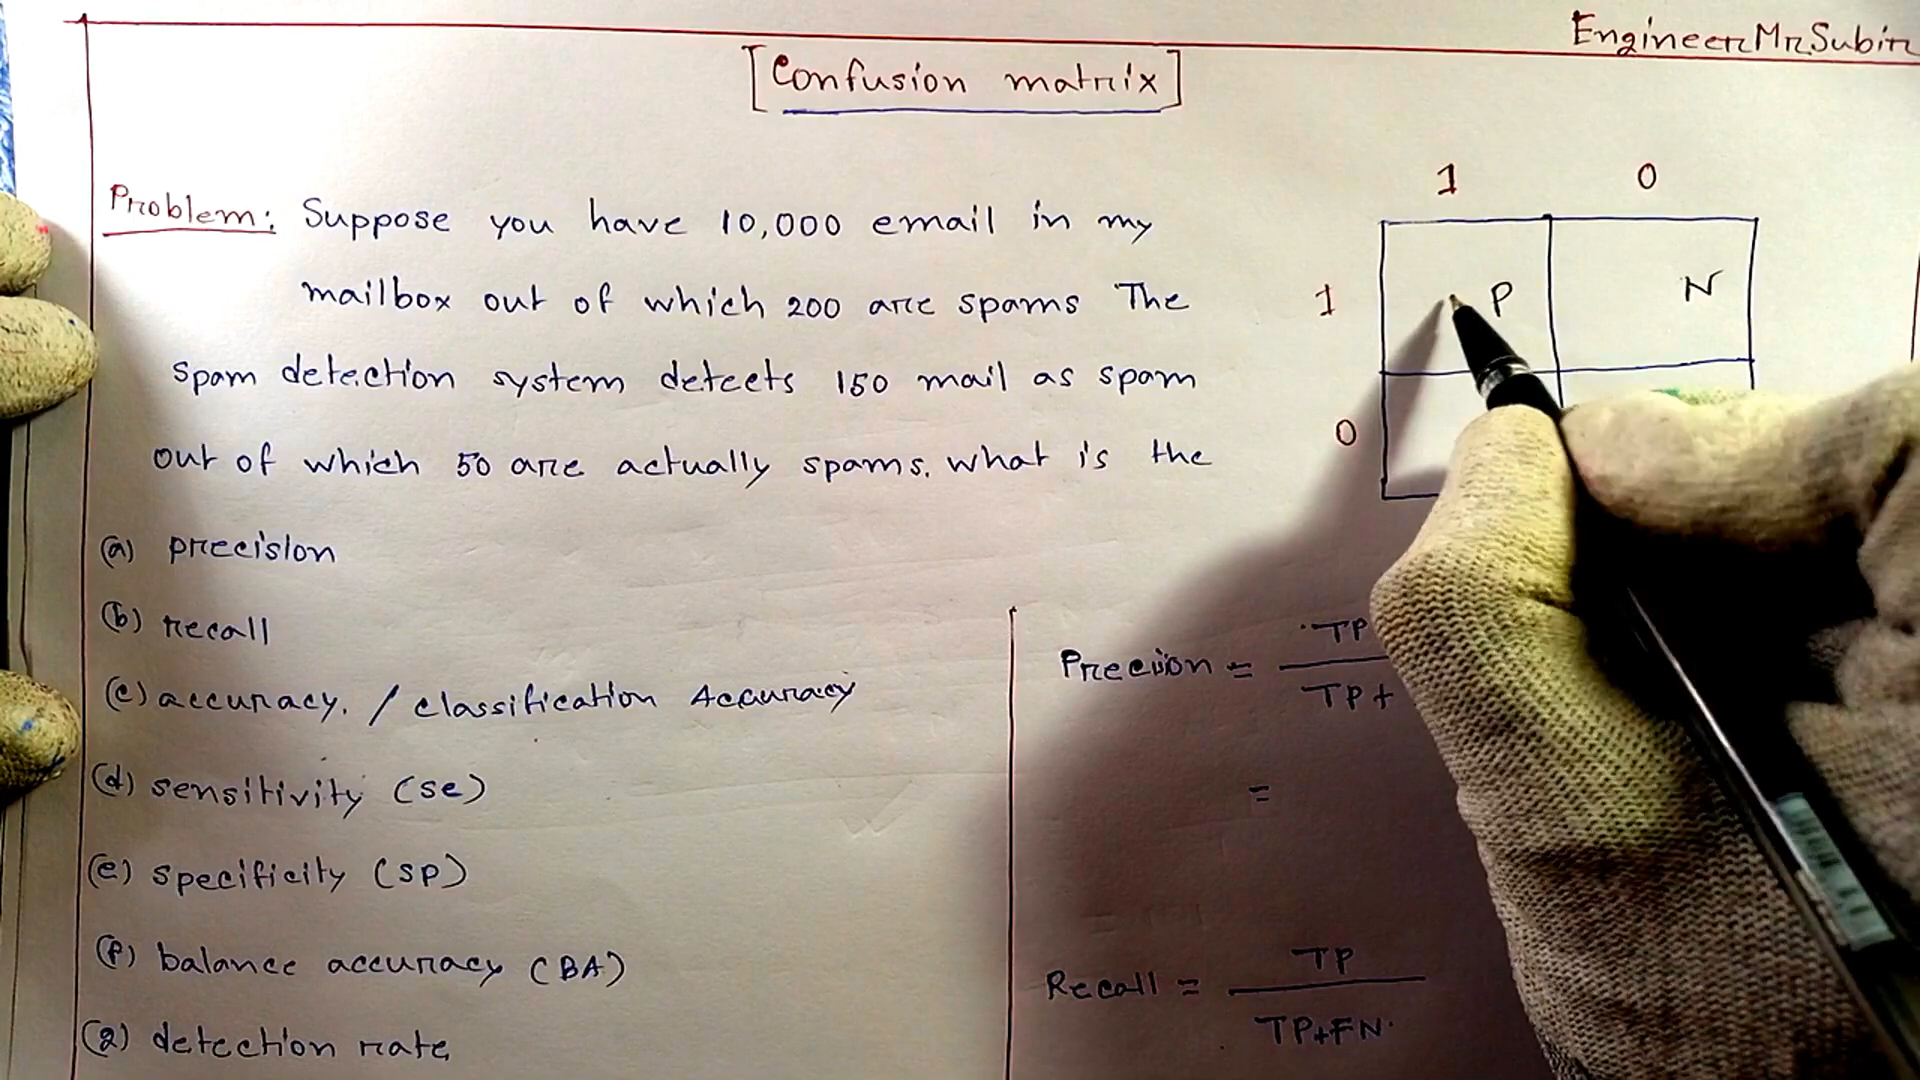 EngineerMr.Subir
[Confusion matrix]
Problem: Suppose you have 10,000 email in my
mailbox out of which 200 are spams The
spam detection system detects 150 mail as spam
out of which 50 are actually spams. what is the
(a) precision
(b) recall
(c) accuracy. / classification Accuracy
(d) sensitivity (se)
(e) specificity (sp)
(f) balance accuracy (BA)
(g) detection rate
1 0
1 P N
0
Precision = TP
TP+
=
Recall = TP
TP+FN